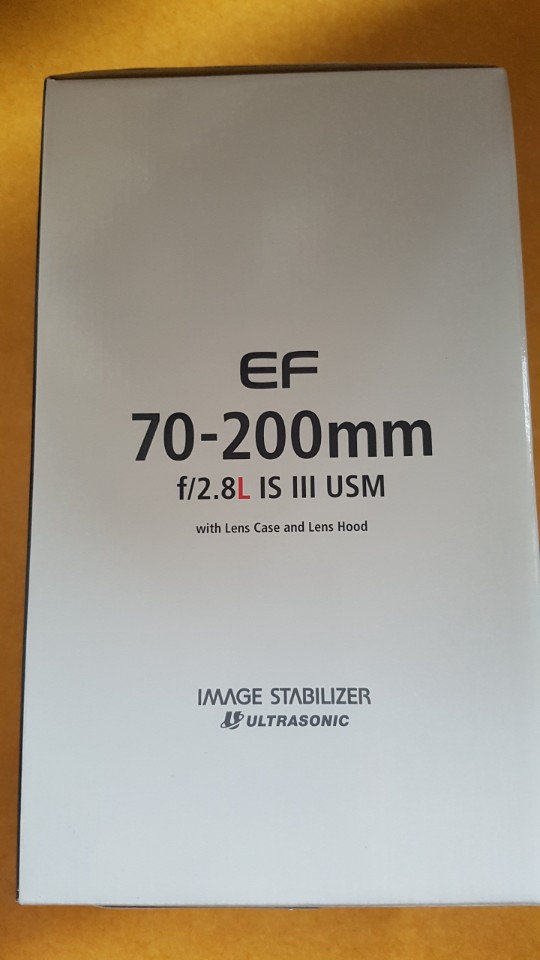 EF
70-200mm
f/2.8L IS III USM
with Lens Case and Lens Hood
IMAGE STABILIZER
ULTRASONIC